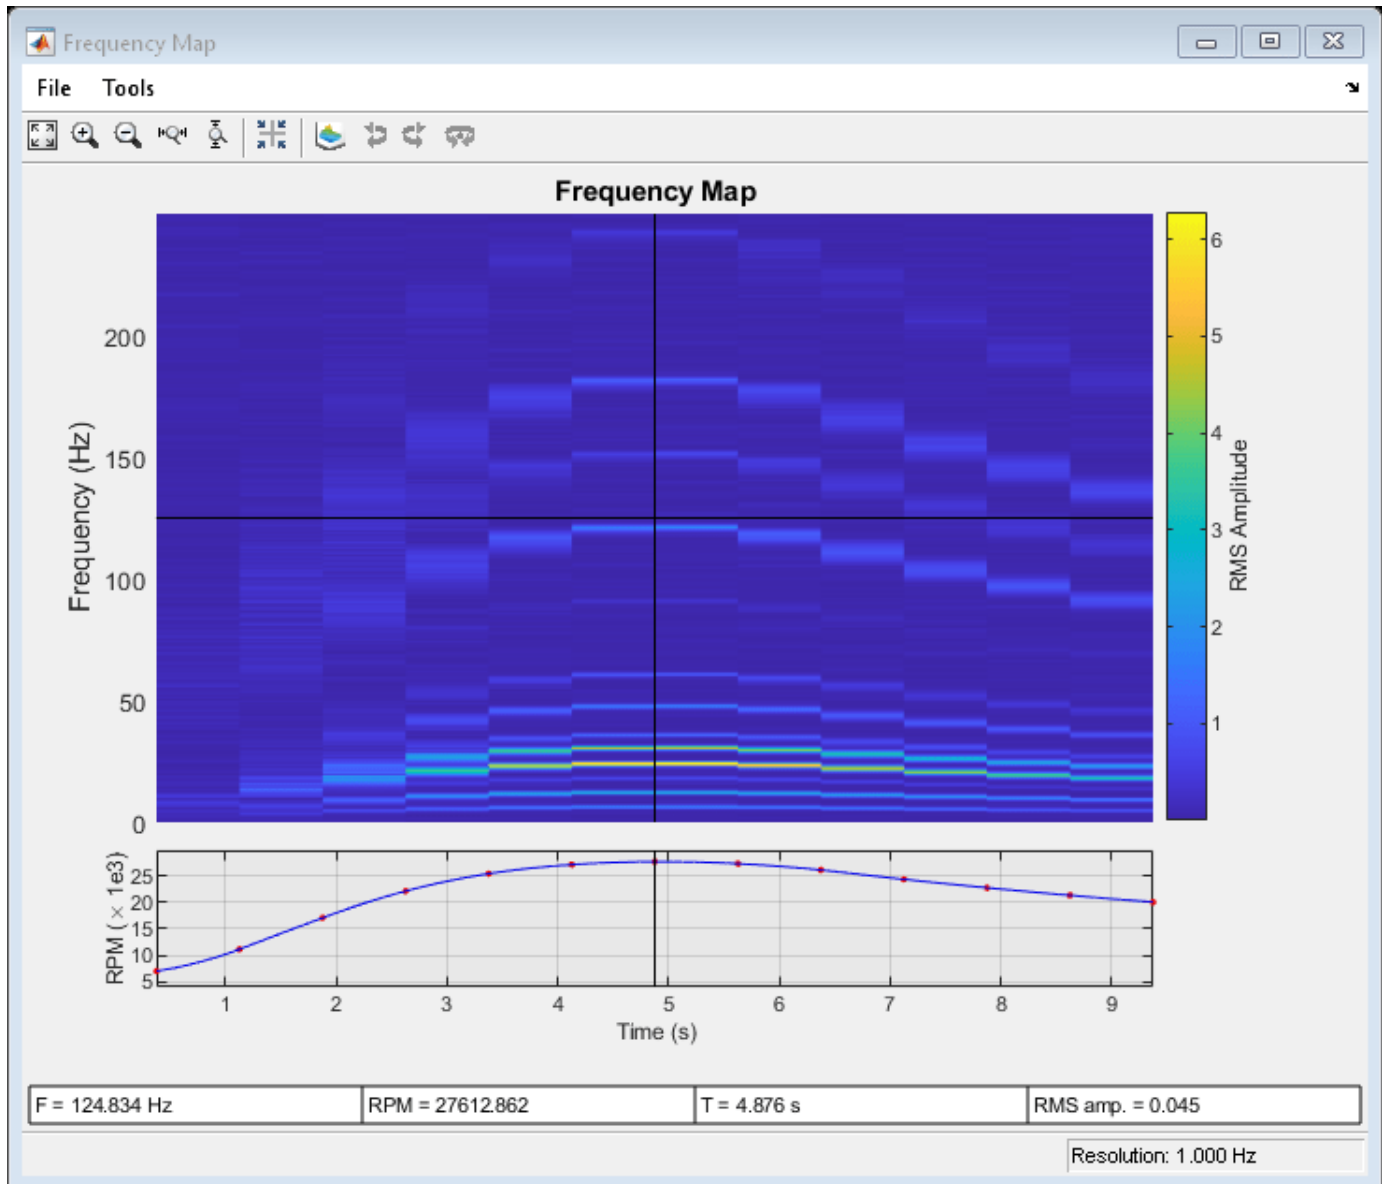 Frequency Map
File Tools
Frequency Map
Frequency (Hz)
200
150
100
50
0
6
5
4
3
2
1
RMS Amplitude
RPM ( × 1e3)
25
20
15
10
5
1 2 3 4 5 6 7 8 9
Time (s)
F = 124.834 Hz RPM = 27612.862 T = 4.876 s RMS amp. = 0.045
Resolution: 1.000 Hz